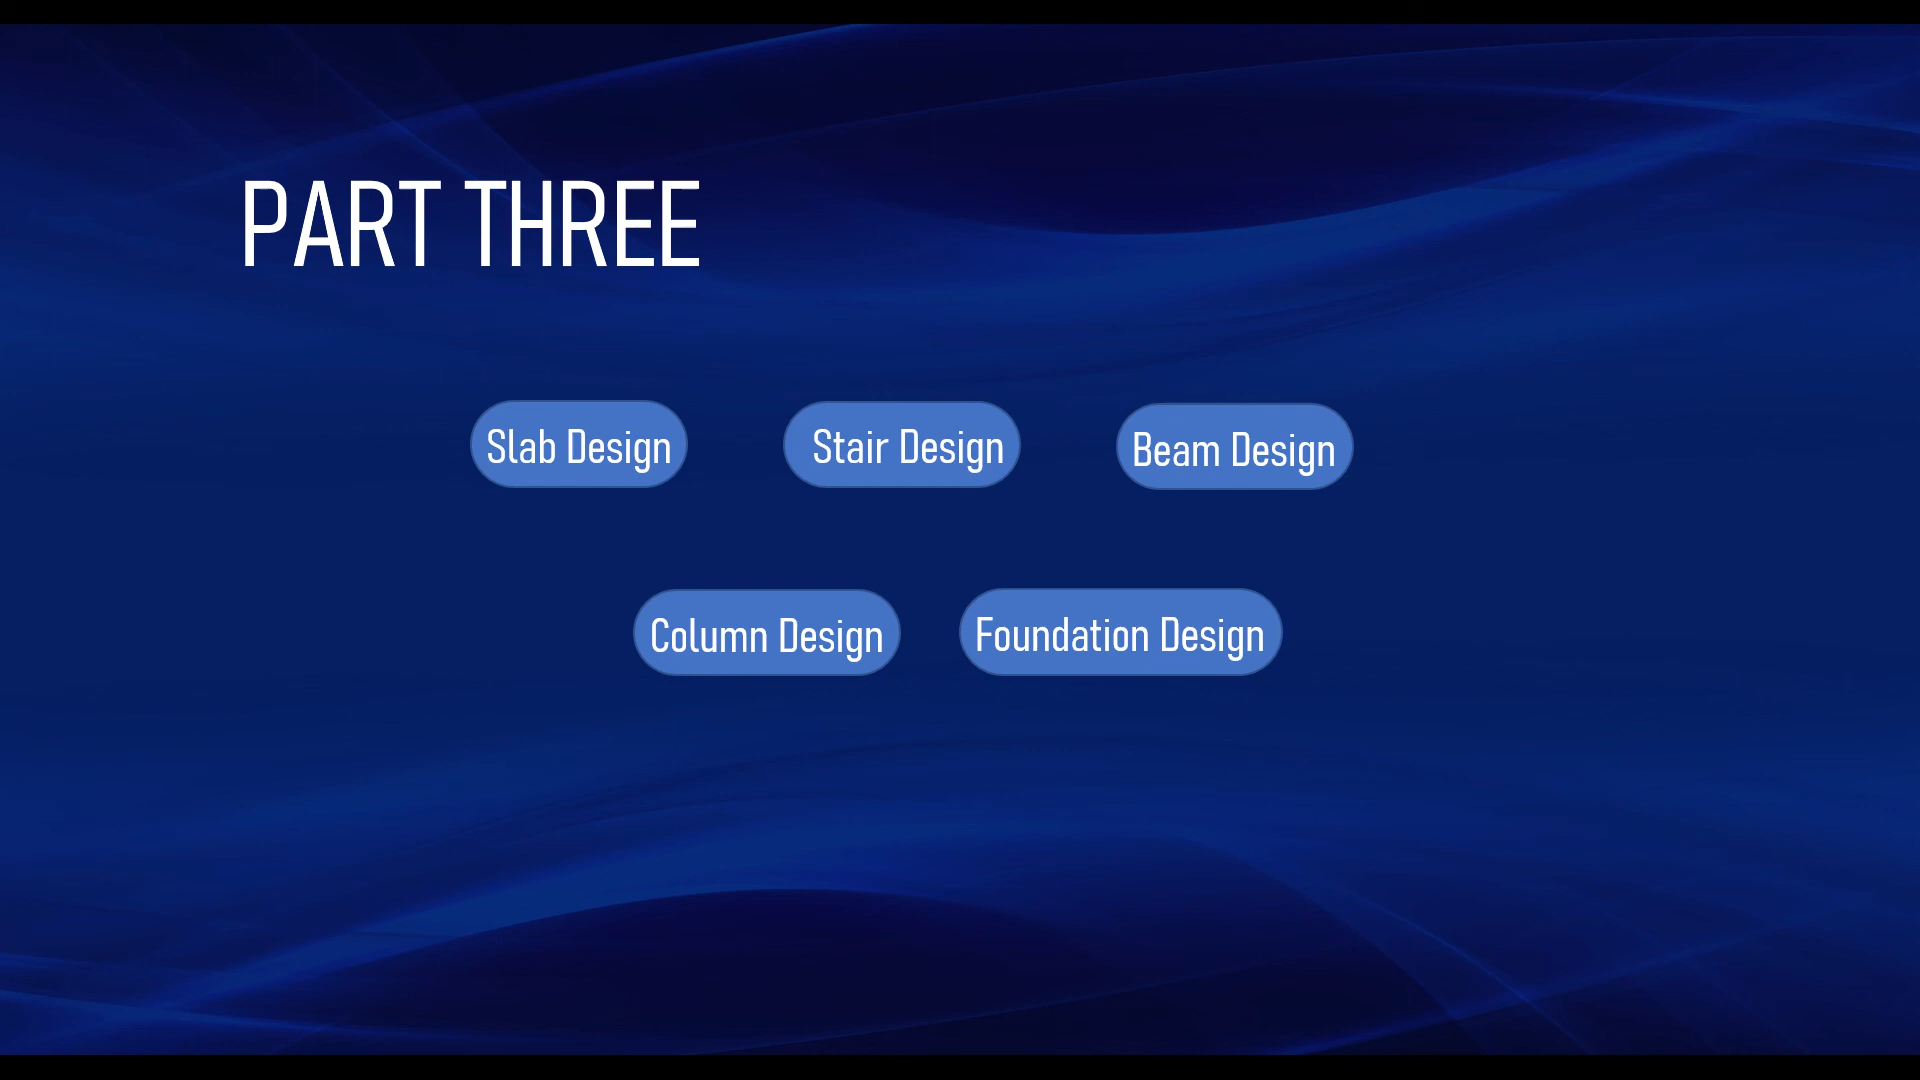 PART THREE
Slab Design
Stair Design
Beam Design
Column Design
Foundation Design